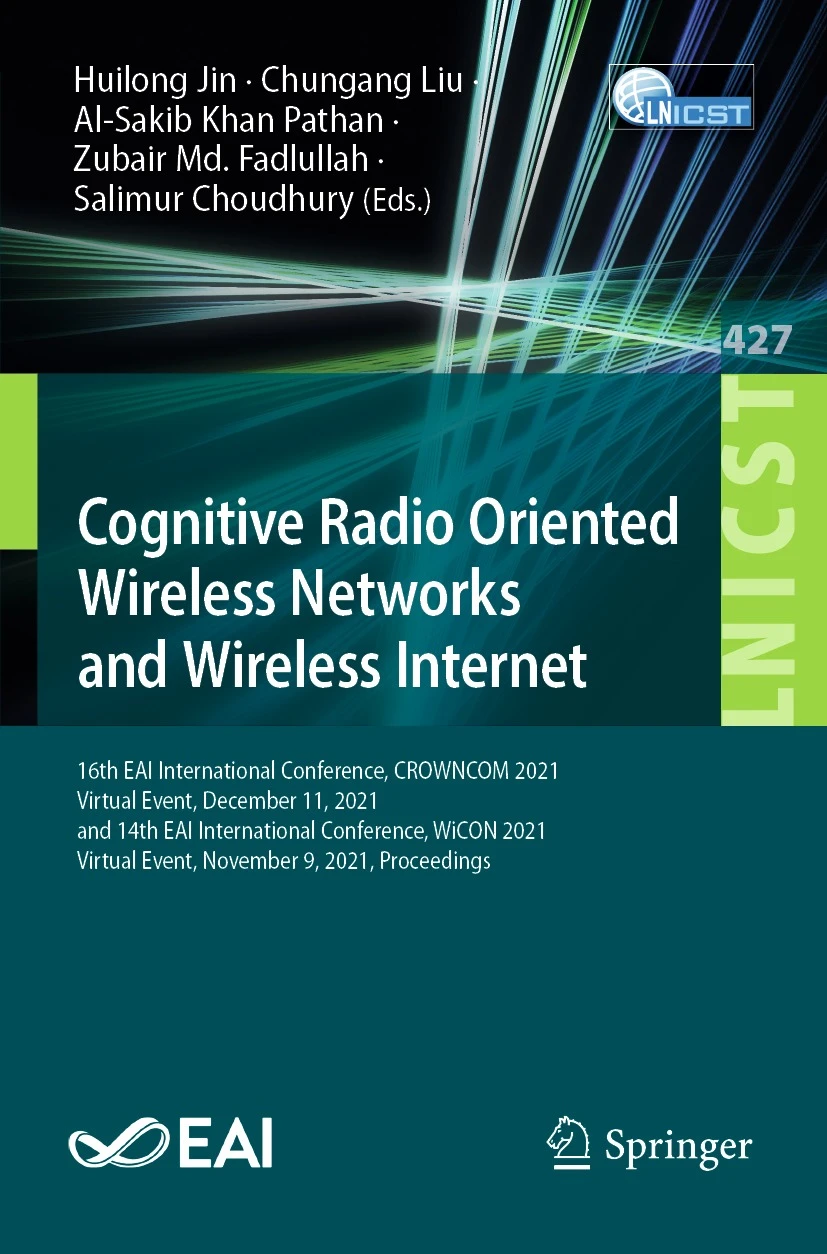 Huilong Jin · Chungang Liu ·
Al-Sakib Khan Pathan ·
Zubair Md. Fadlullah ·
Salimur Choudhury (Eds.)
LNICST
427
LNICST
Cognitive Radio Oriented
Wireless Networks
and Wireless Internet
16th EAI International Conference, CROWNCOM 2021
Virtual Event, December 11, 2021
and 14th EAI International Conference, WiCON 2021
Virtual Event, November 9, 2021, Proceedings
EAI
Springer